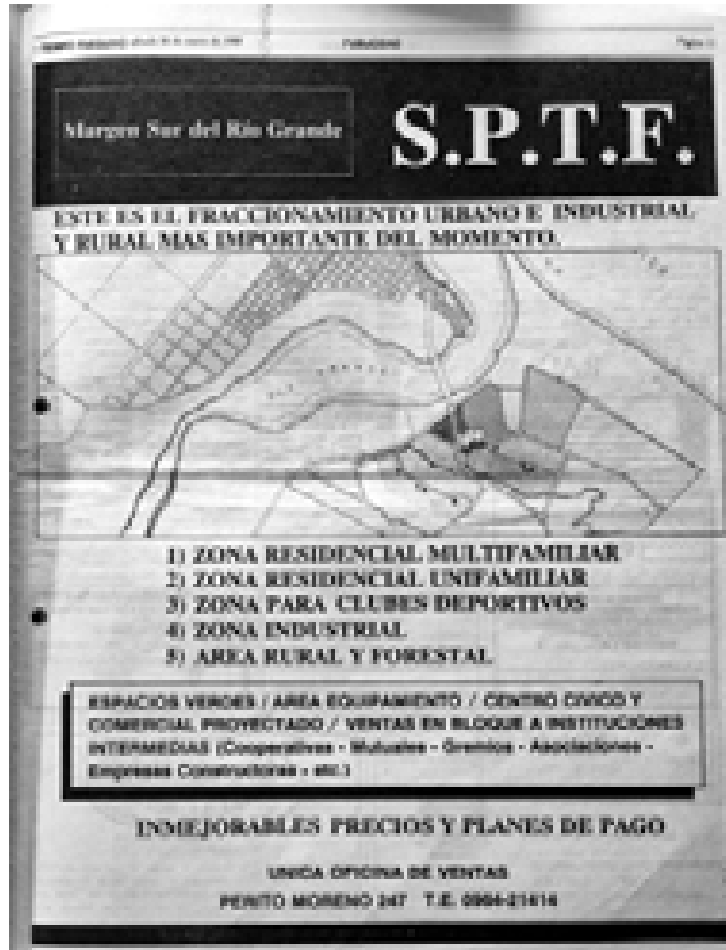 PUBLICIDAD
Margen Sur del Río Grande
S.P.T.F.
ESTE ES EL FRACCIONAMIENTO URBANO E INDUSTRIAL
Y RURAL MAS IMPORTANTE DEL MOMENTO.
RIO GRANDE
1) ZONA RESIDENCIAL MULTIFAMILIAR
2) ZONA RESIDENCIAL UNIFAMILIAR
3) ZONA PARA CLUBES DEPORTIVOS
4) ZONA INDUSTRIAL
5) AREA RURAL Y FORESTAL
ESPACIOS VERDES / AREA EQUIPAMIENTO / CENTRO CIVICO Y
COMERCIAL PROYECTADO / VENTAS EN BLOQUE A INSTITUCIONES
INTERMEDIAS (Cooperativas - Mutuales - Gremios - Asociaciones -
Empresas Constructoras - etc.)
INMEJORABLES PRECIOS Y PLANES DE PAGO
UNICA OFICINA DE VENTAS
PERITO MORENO 247 T.E. 0964-21414